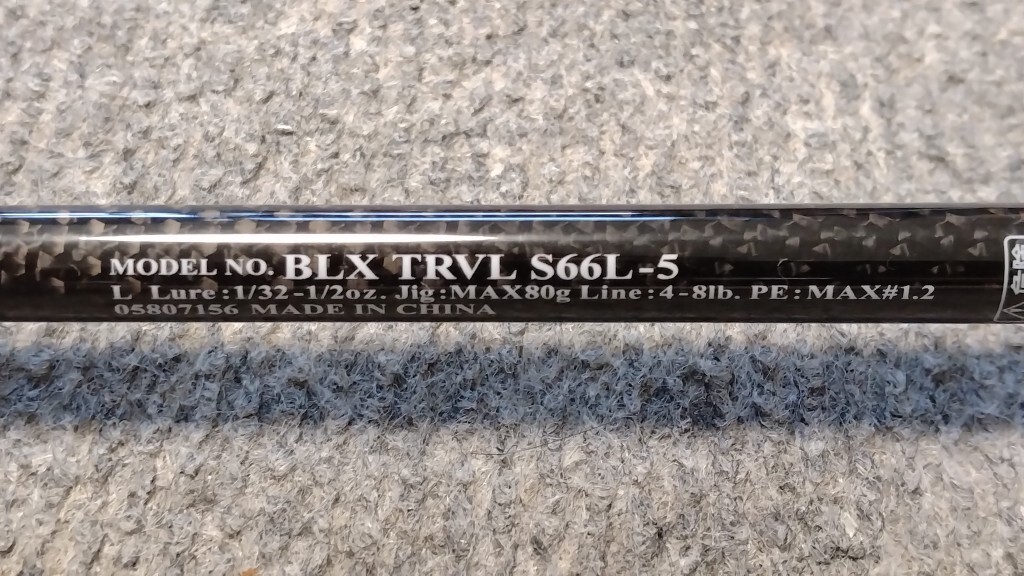 MODEL NO. BLX TRVL S66L-5
L Lure:1/32-1/2oz. Jig:MAX80g Line:4-8lb. PE:MAX#1.2
05807156 MADE IN CHINA